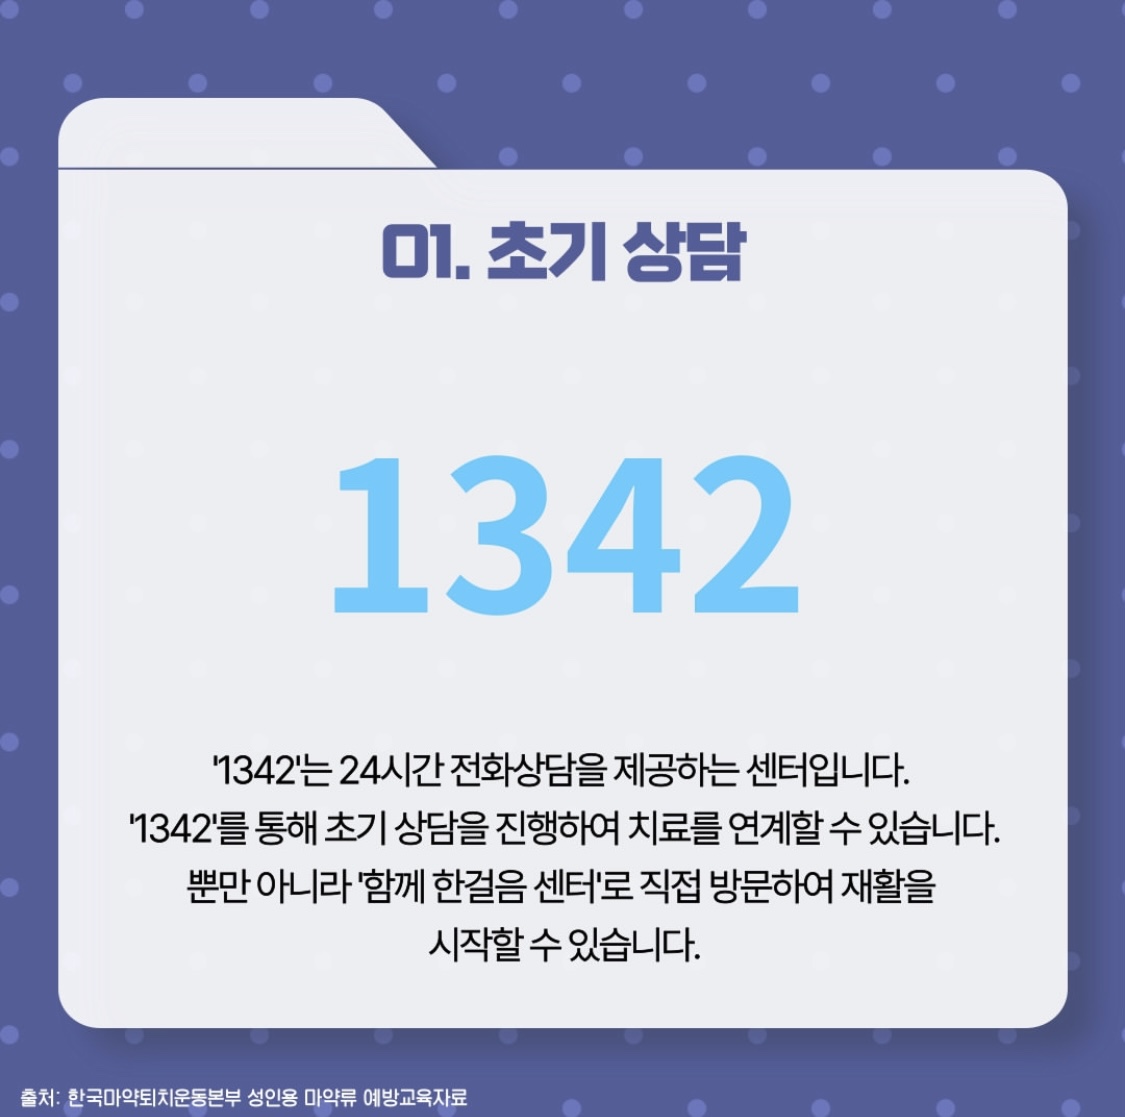 01. 초기 상담
1342
'1342'는 24시간 전화상담을 제공하는 센터입니다.
'1342'를 통해 초기 상담을 진행하여 치료를 연계할 수 있습니다.
뿐만 아니라 '함께 한걸음 센터'로 직접 방문하여 재활을
시작할 수 있습니다.
출처: 한국마약퇴치운동본부 성인용 마약류 예방교육자료